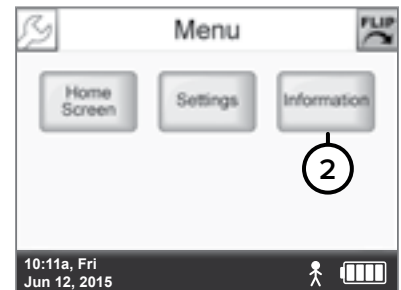 Menu
FLIP
Home
Screen
Settings
Information
2
10:11a, Fri
Jun 12, 2015